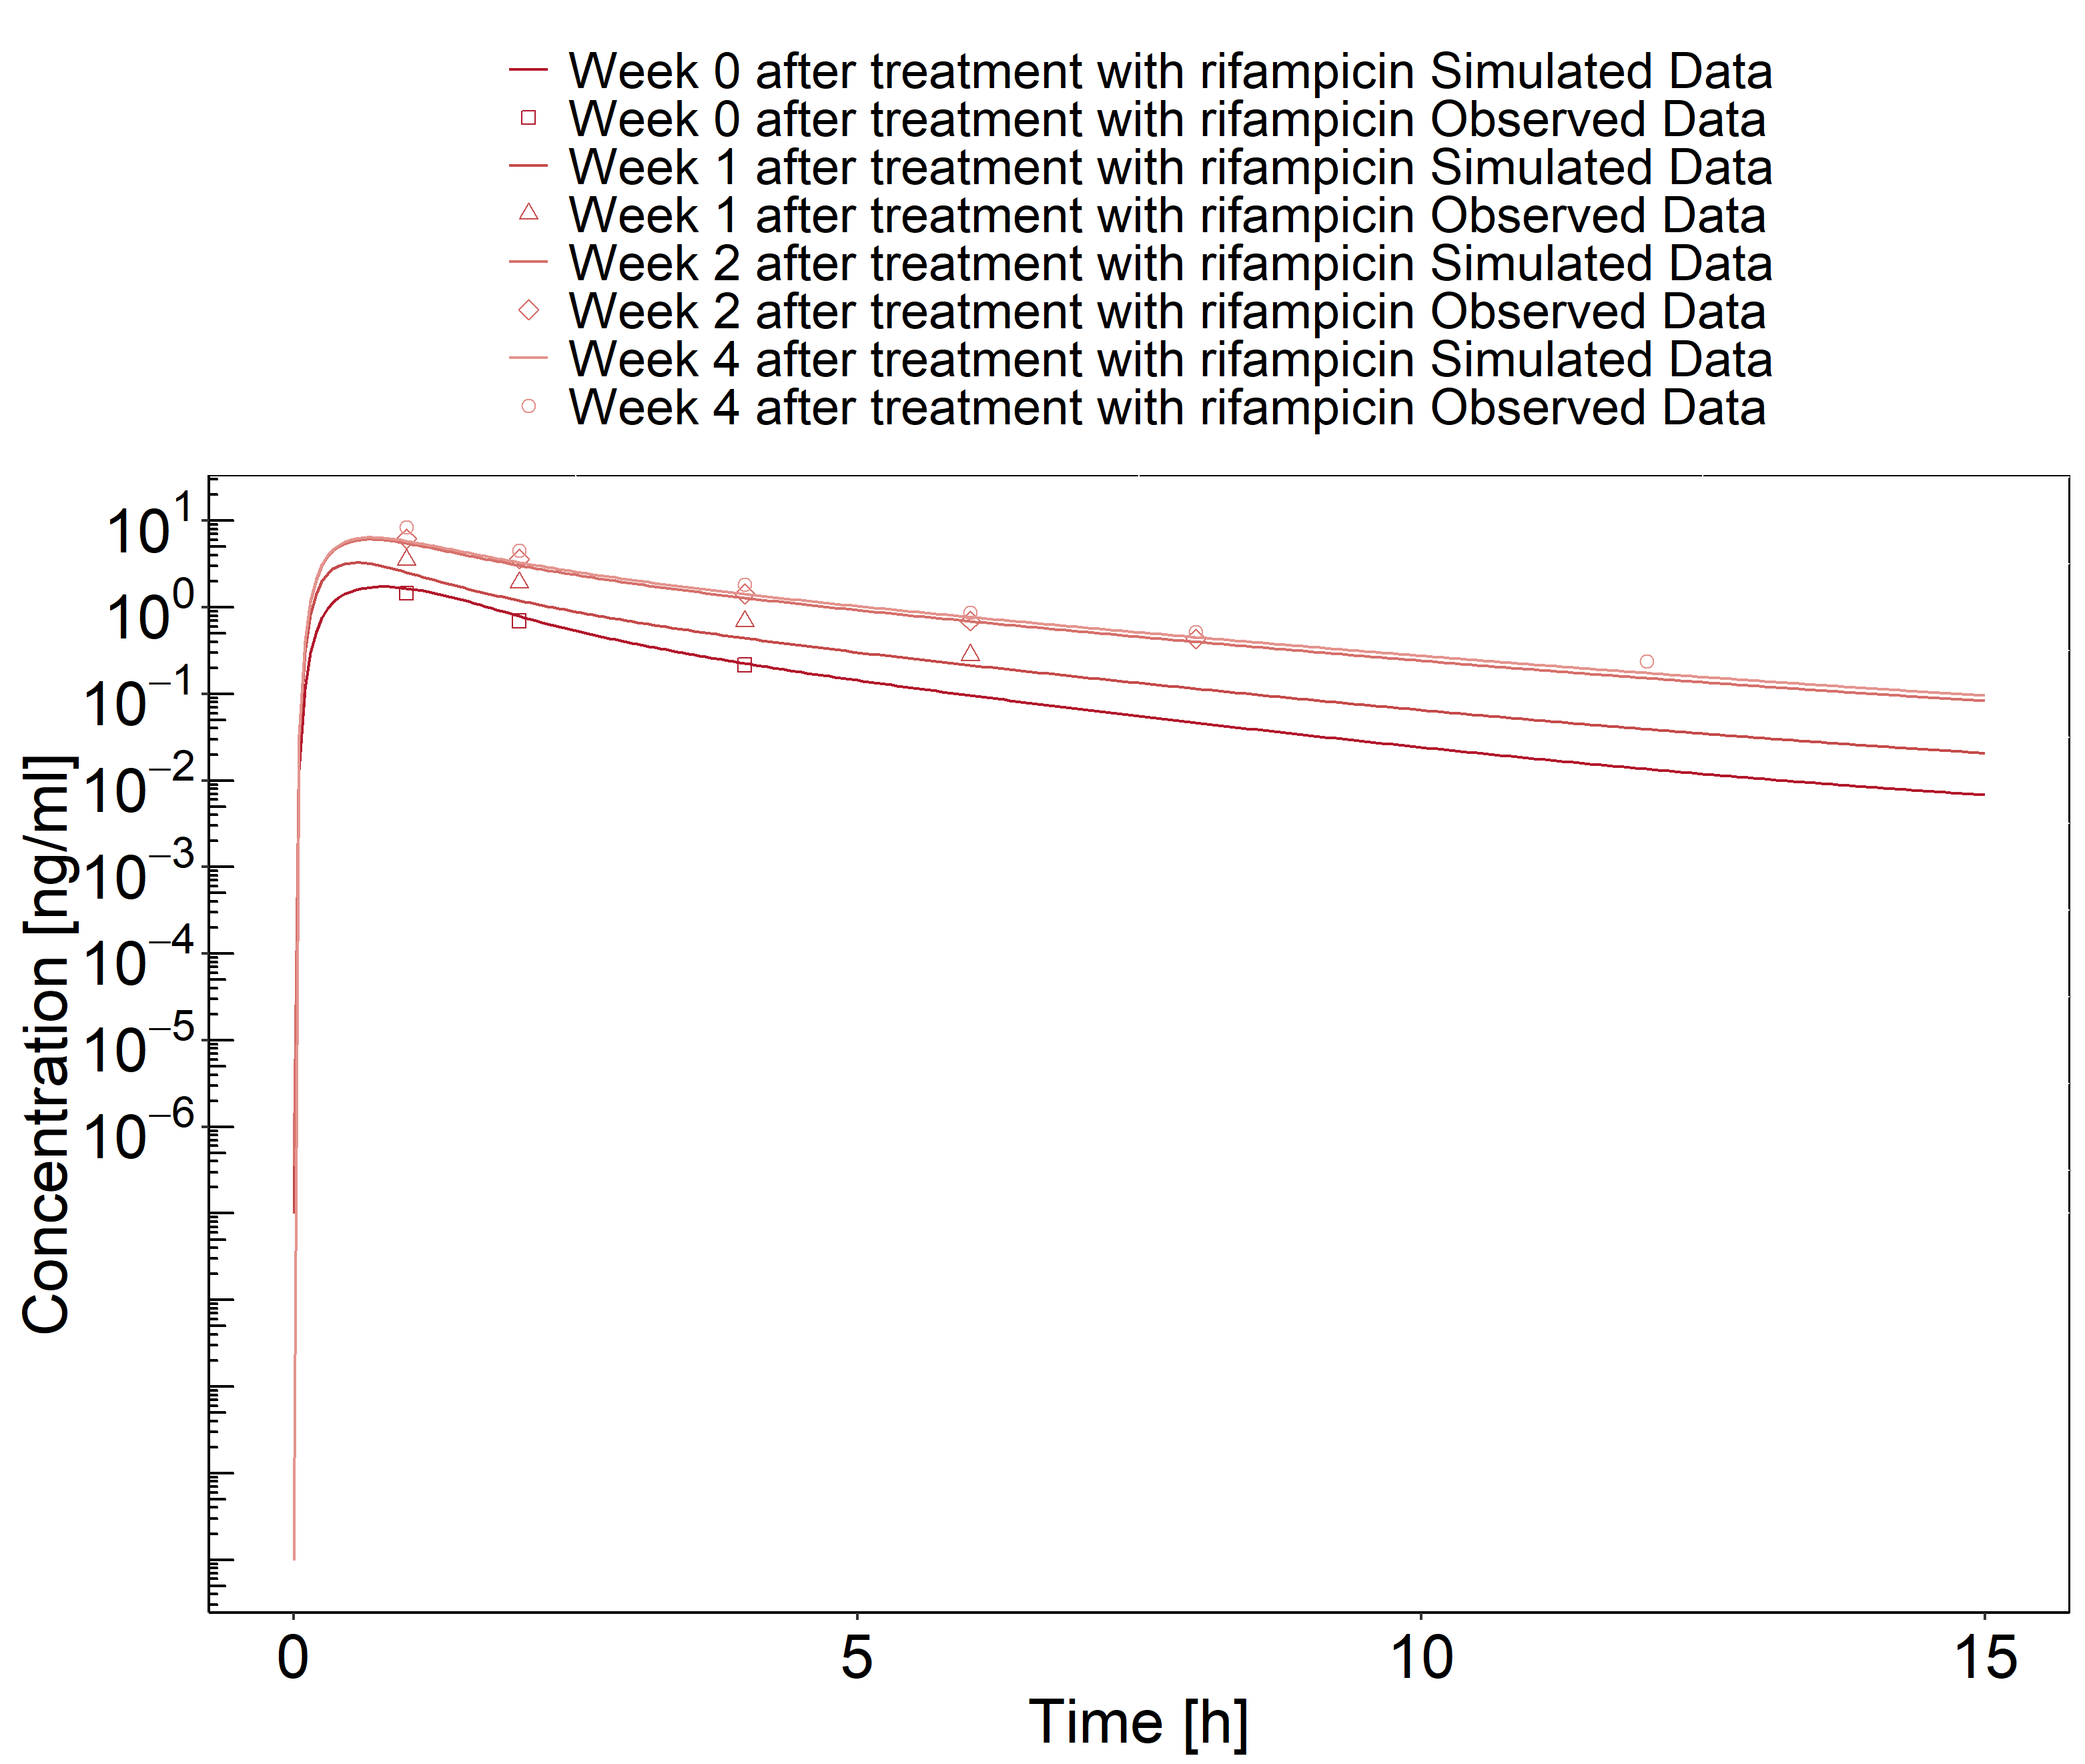 Week 0 after treatment with rifampicin Simulated Data
Week 0 after treatment with rifampicin Observed Data
Week 1 after treatment with rifampicin Simulated Data
Week 1 after treatment with rifampicin Observed Data
Week 2 after treatment with rifampicin Simulated Data
Week 2 after treatment with rifampicin Observed Data
Week 4 after treatment with rifampicin Simulated Data
Week 4 after treatment with rifampicin Observed Data
10¹
10⁰
10⁻¹
10⁻²
10⁻³
10⁻⁴
10⁻⁵
10⁻⁶
Concentration [ng/ml]
0 5 10 15
Time [h]